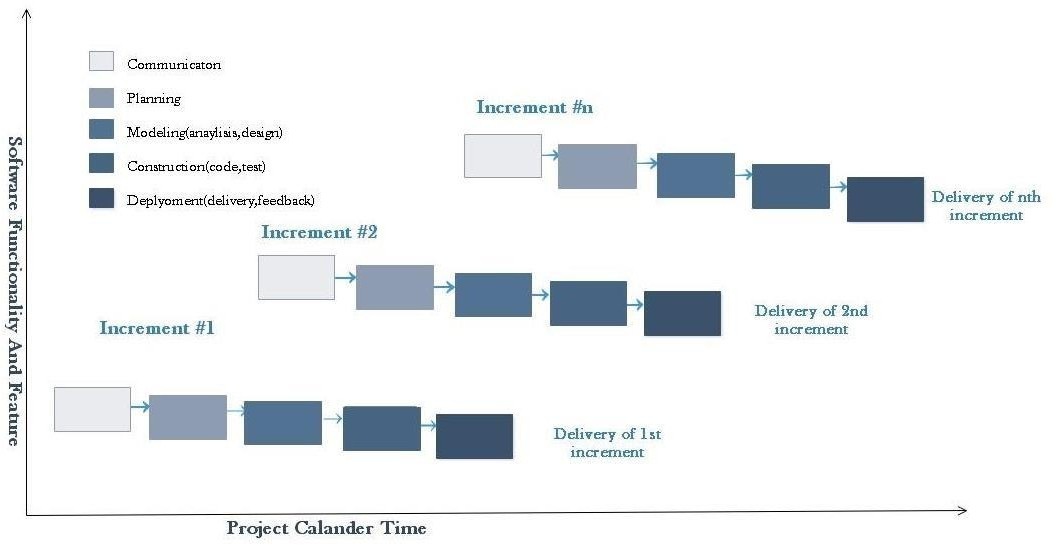 Communicaton
Planning
Modeling(anaylisis,design)
Construction(code,test)
Deplyoment(delivery,feedback)
Increment #n
Delivery of nth
increment
Increment #2
Delivery of 2nd
increment
Increment #1
Delivery of 1st
increment
Software Functionality And Feature
Project Calander Time